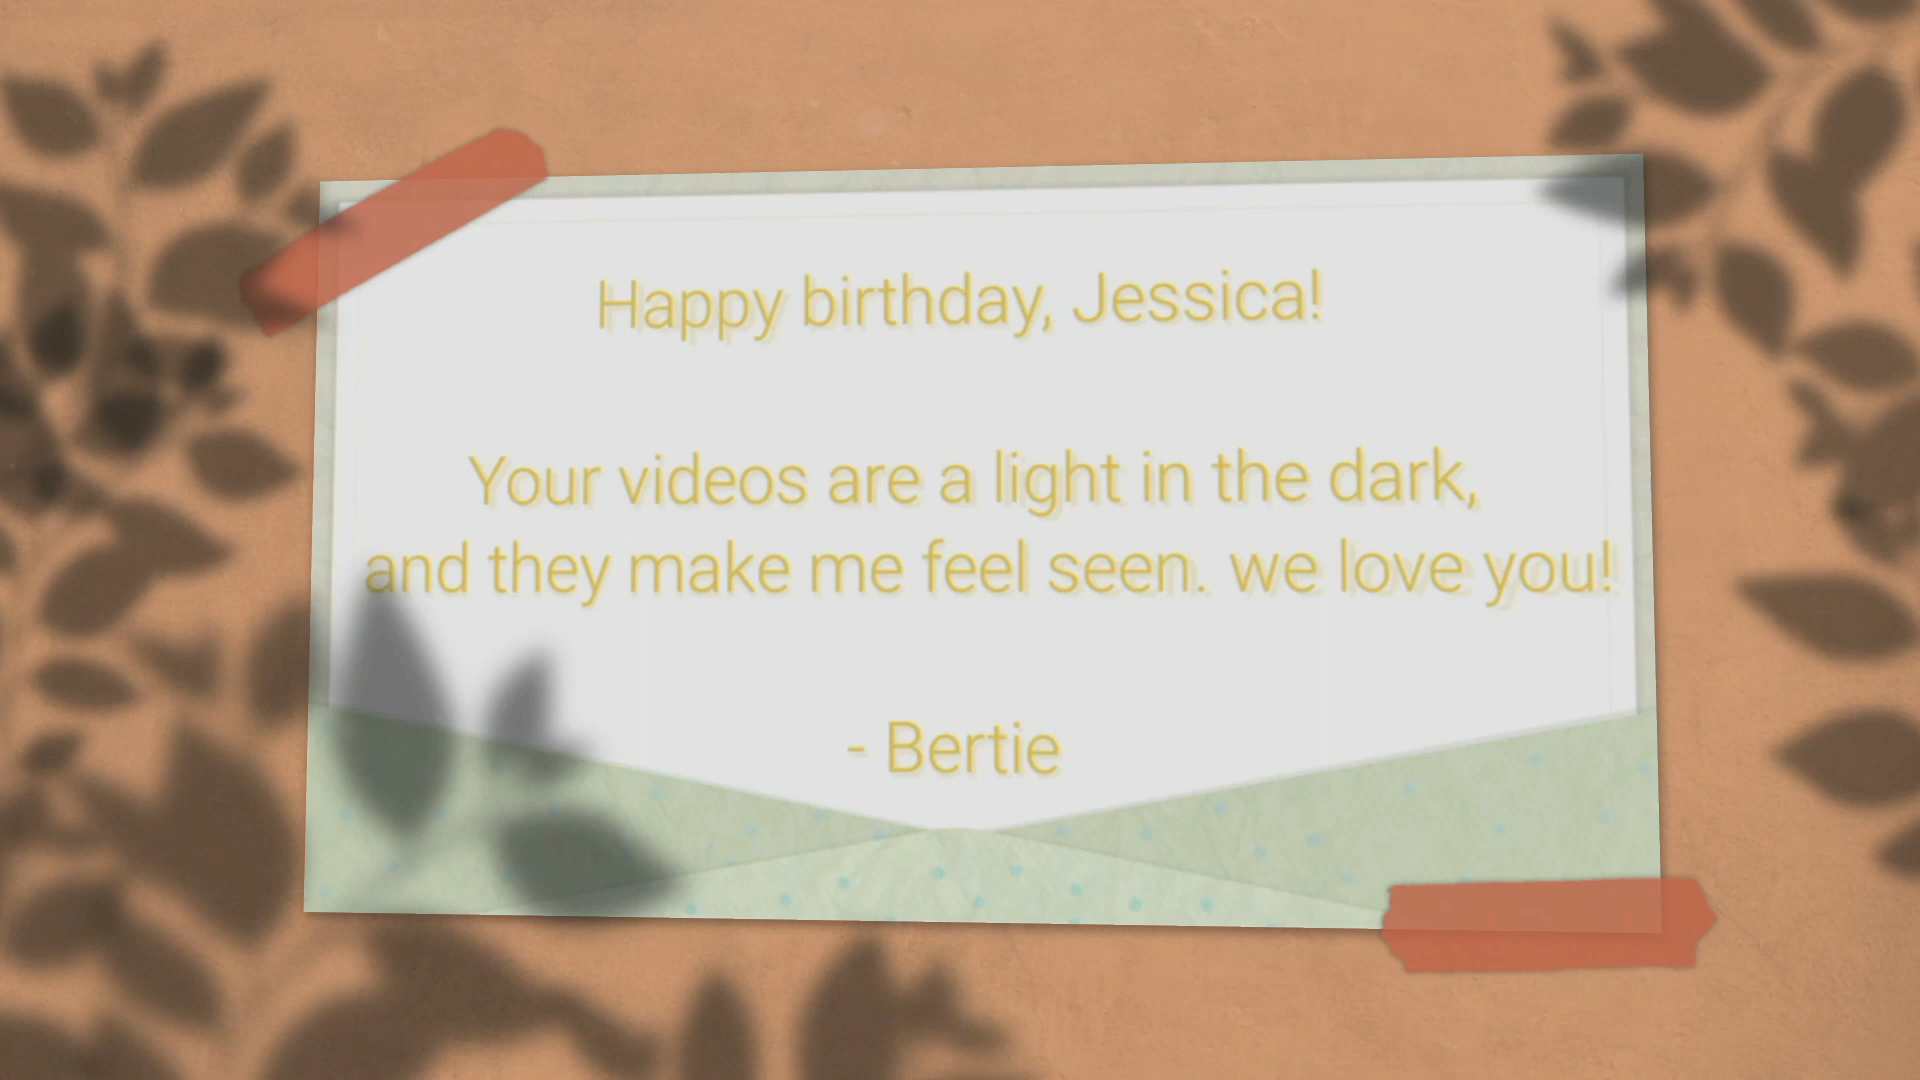 Happy birthday, Jessica!
Your videos are a light in the dark,
and they make me feel seen. we love you!
- Bertie